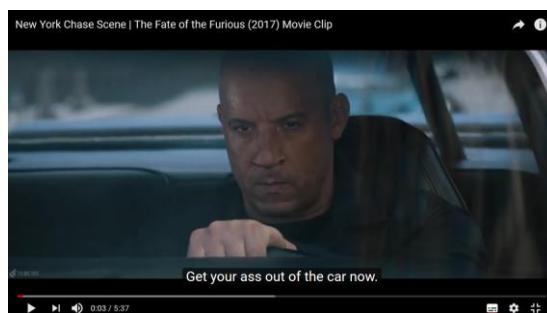 New York Chase Scene | The Fate of the Furious (2017) Movie Clip
Get your ass out of the car now.
0:03 / 5:37